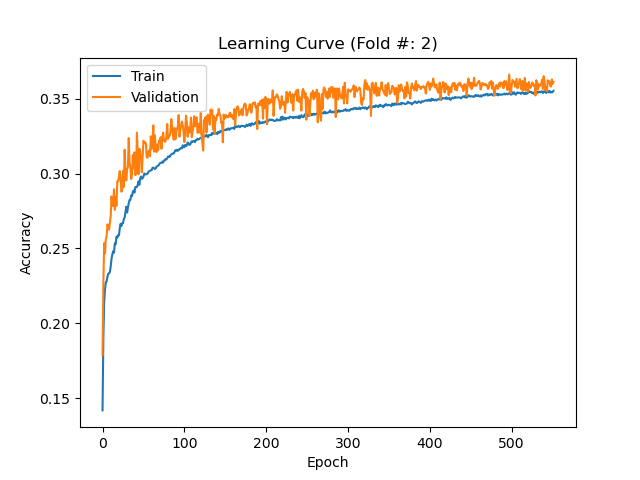 Learning Curve (Fold #: 2)
Train
Validation
0.35
0.30
0.25
0.20
0.15
Accuracy
0 100 200 300 400 500
Epoch